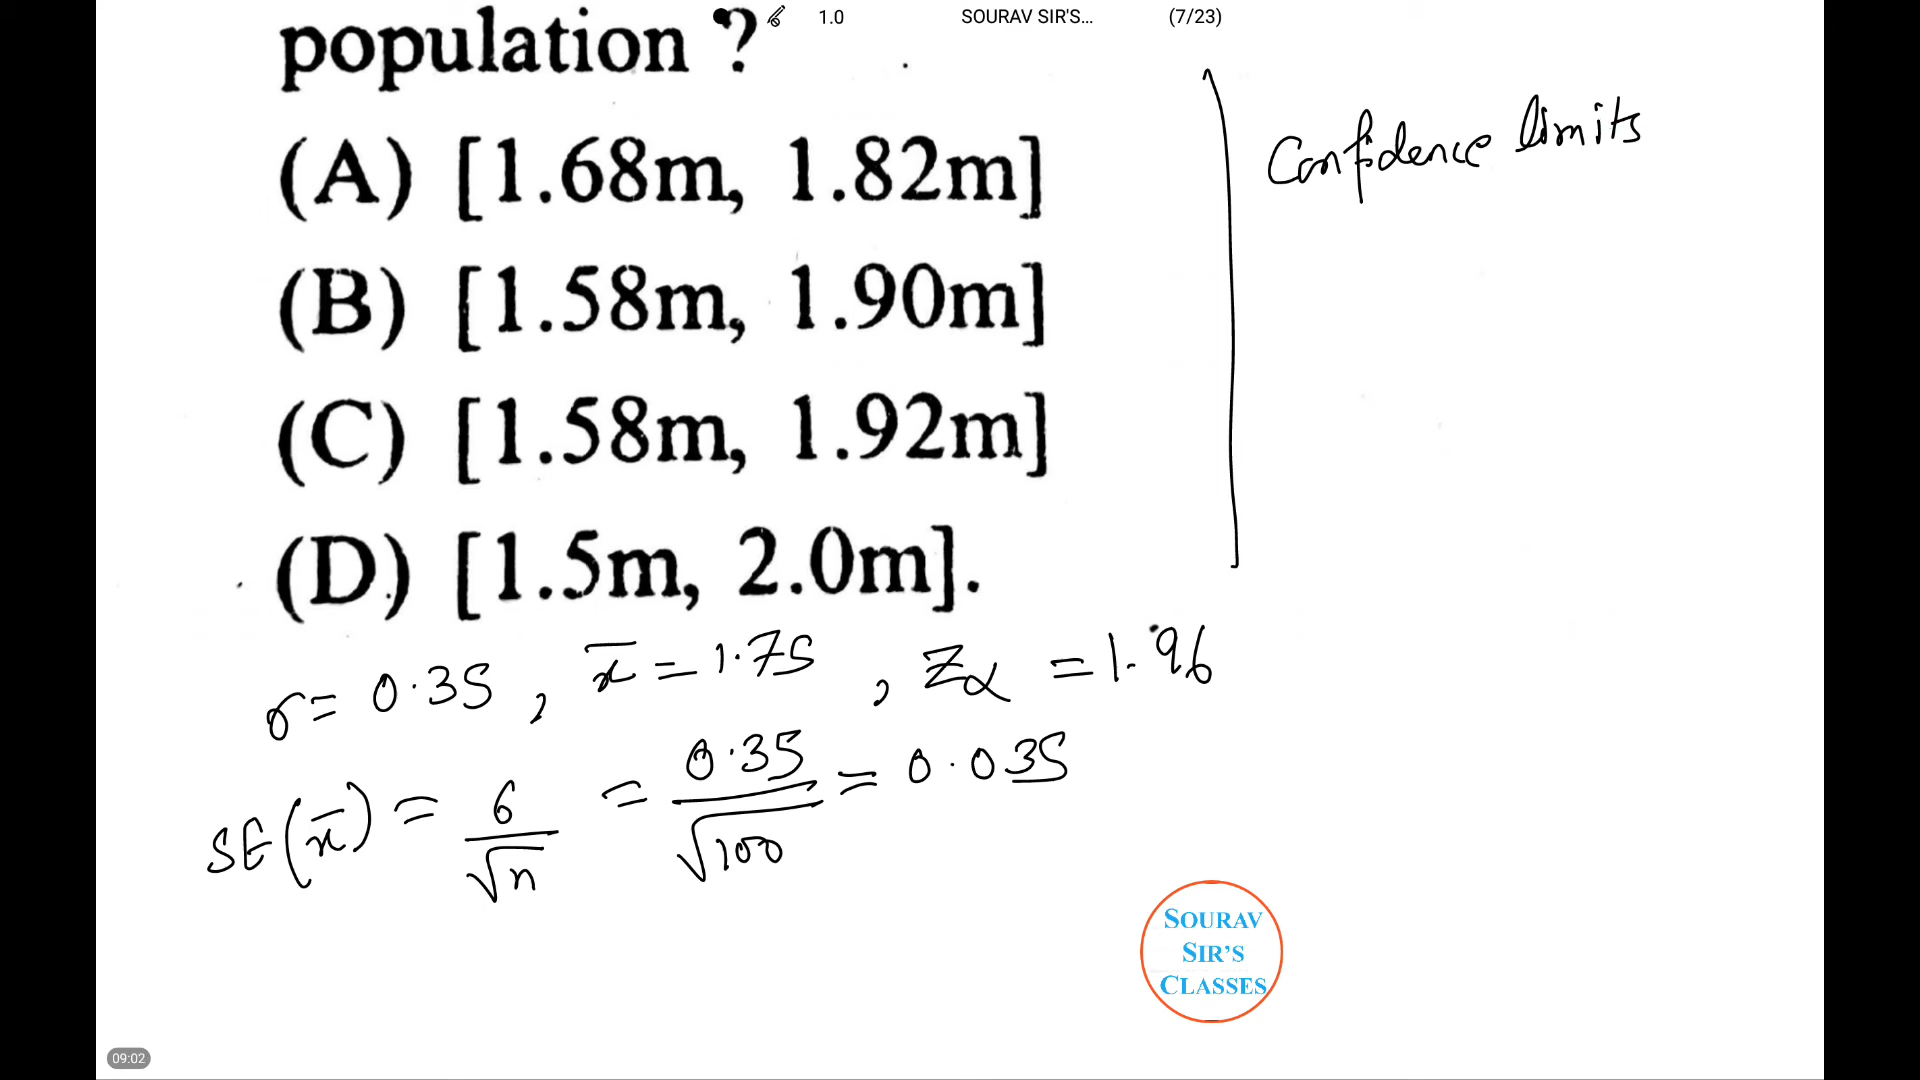 1.0 SOURAV SIR'S... (7/23)
population ?
(A) [1.68m, 1.82m]
(B) [1.58m, 1.90m]
(C) [1.58m, 1.92m]
(D) [1.5m, 2.0m].
Confidence limits
σ = 0.35 , x̄ = 1.75 , Zα = 1.96
SE(x̄) = σ/√n = 0.35/√100 = 0.035
SOURAV
SIR'S
CLASSES
09:02